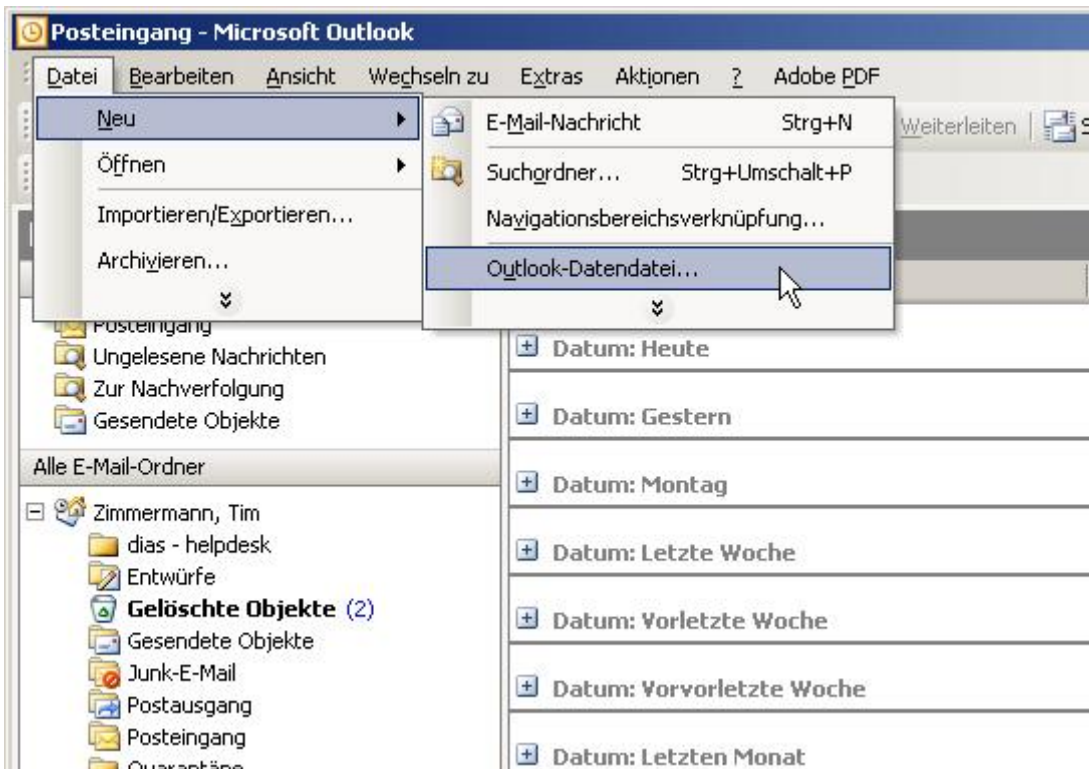 Posteingang - Microsoft Outlook
Datei Bearbeiten Ansicht Wechseln zu Extras Aktionen ? Adobe PDF
Neu
Öffnen
Importieren/Exportieren...
Archivieren...
E-Mail-Nachricht Strg+N
Suchordner... Strg+Umschalt+P
Navigationsbereichsverknüpfung...
Outlook-Datendatei...
Weiterleiten
Posteingang
Ungelesene Nachrichten
Zur Nachverfolgung
Gesendete Objekte
Alle E-Mail-Ordner
Zimmermann, Tim
dias - helpdesk
Entwürfe
Gelöschte Objekte (2)
Gesendete Objekte
Junk-E-Mail
Postausgang
Posteingang
Quarantäne
Datum: Heute
Datum: Gestern
Datum: Montag
Datum: Letzte Woche
Datum: Vorletzte Woche
Datum: Vorvorletzte Woche
Datum: Letzten Monat